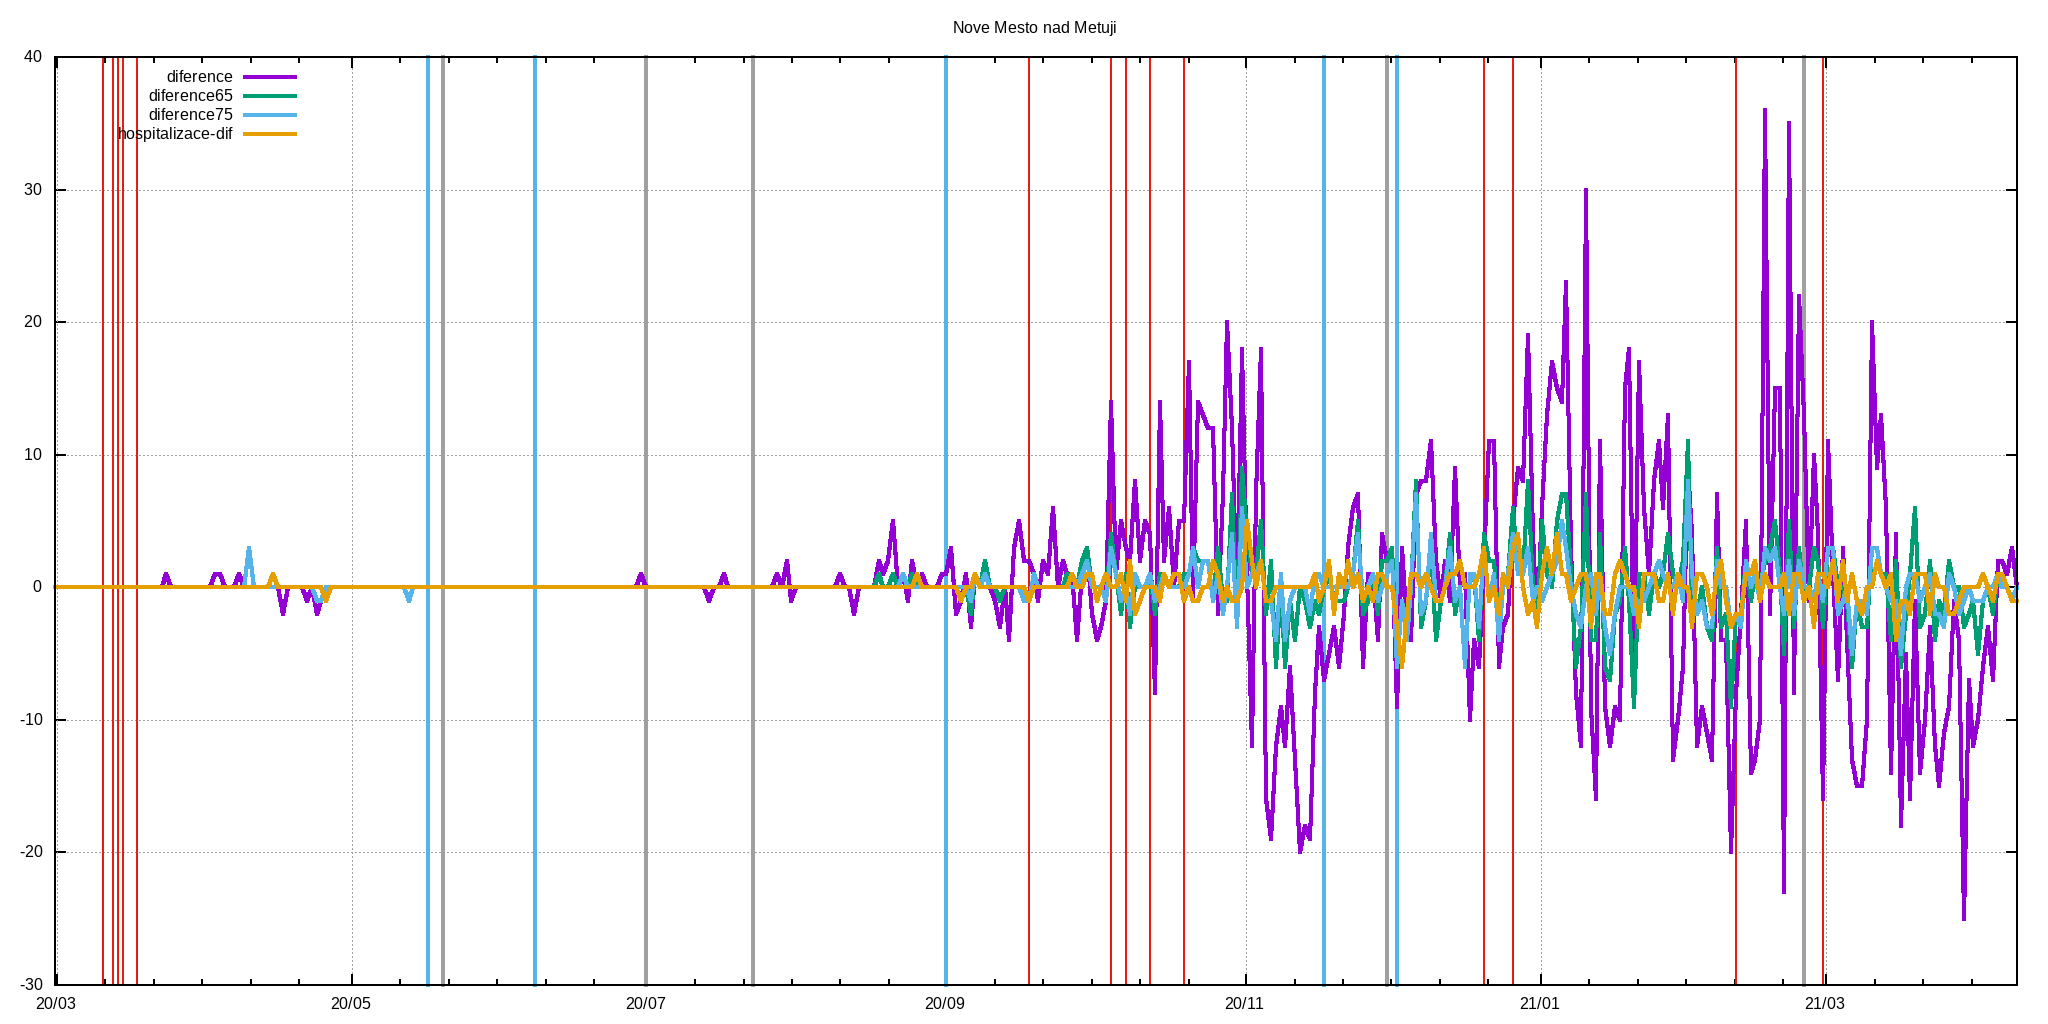 Nove Mesto nad Metuji
40
diference
diference65
diference75
hospitalizace-dif
30
20
10
0
-10
-20
-30
20/03 20/05 20/07 20/09 20/11 21/01 21/03